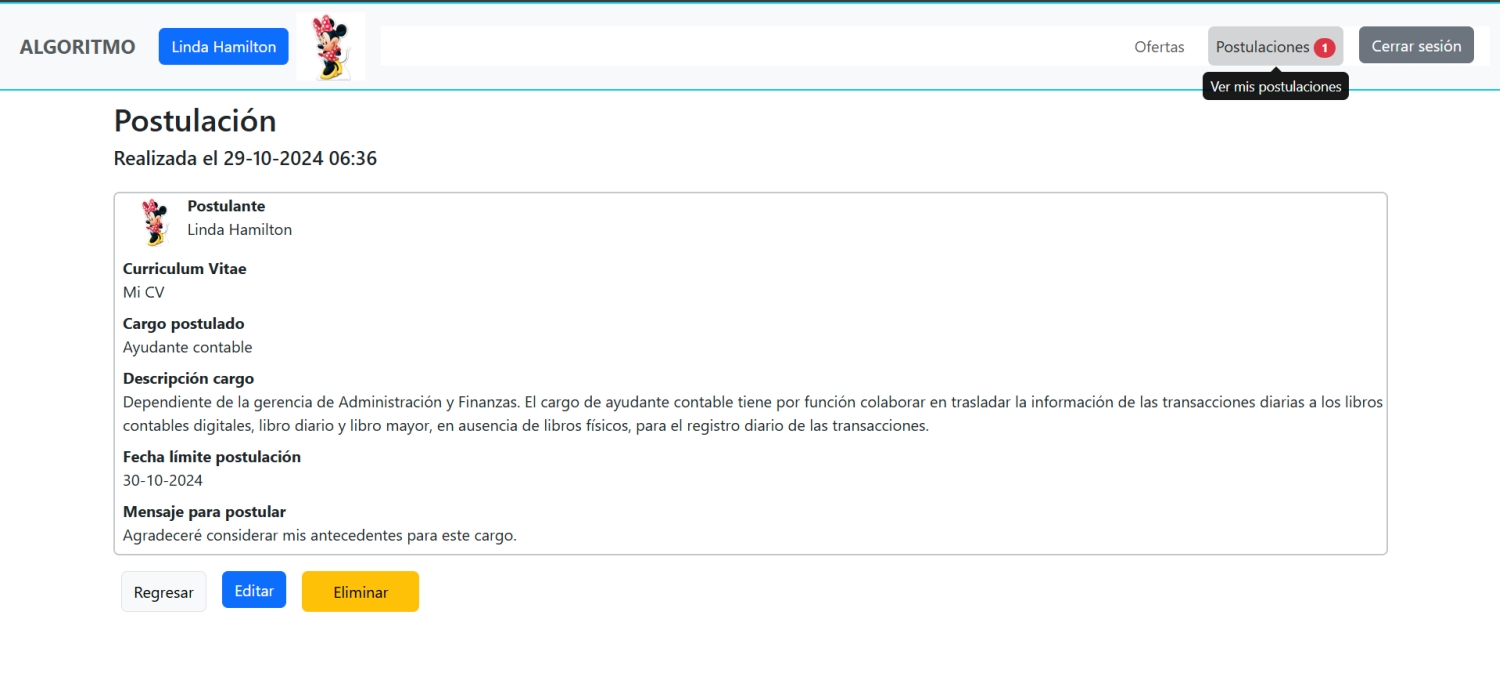 ALGORITMO Linda Hamilton Ofertas Postulaciones 1 Cerrar sesión
Ver mis postulaciones
Postulación
Realizada el 29-10-2024 06:36
Postulante
Linda Hamilton
Curriculum Vitae
Mi CV
Cargo postulado
Ayudante contable
Descripción cargo
Dependiente de la gerencia de Administración y Finanzas. El cargo de ayudante contable tiene por función colaborar en trasladar la información de las transacciones diarias a los libros
contables digitales, libro diario y libro mayor, en ausencia de libros físicos, para el registro diario de las transacciones.
Fecha límite postulación
30-10-2024
Mensaje para postular
Agradeceré considerar mis antecedentes para este cargo.
Regresar Editar Eliminar